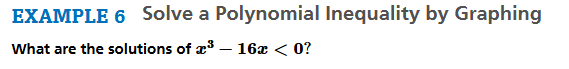 EXAMPLE 6 Solve a Polynomial Inequality by Graphing
What are the solutions of x³ − 16x < 0?